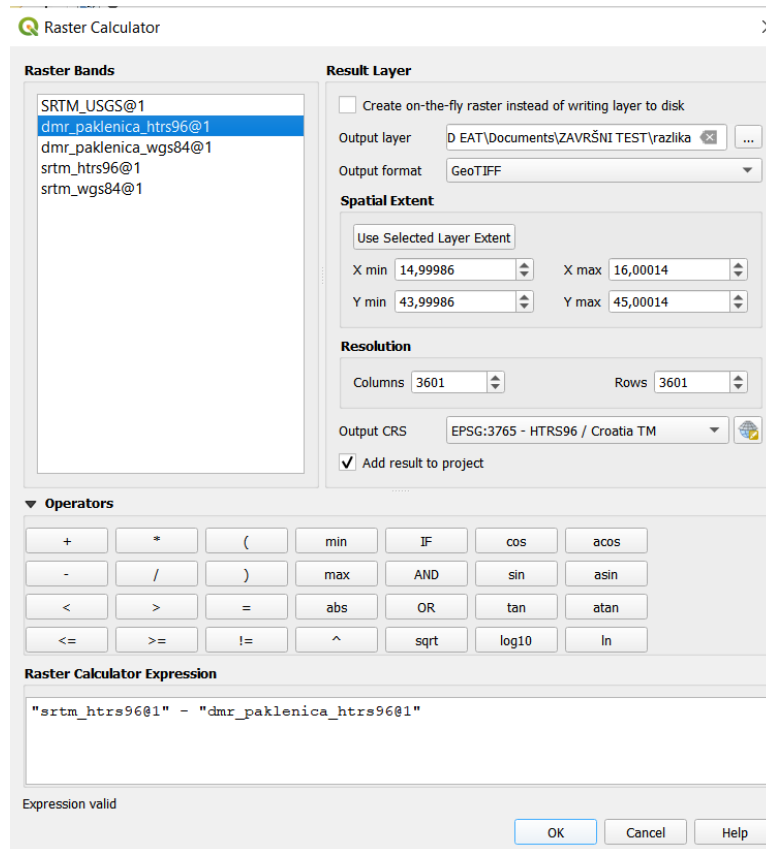 Raster Calculator
Raster Bands
SRTM_USGS@1
dmr_paklenica_htrs96@1
dmr_paklenica_wgs84@1
srtm_htrs96@1
srtm_wgs84@1
Result Layer
Create on-the-fly raster instead of writing layer to disk
Output layer D EAT\Documents\ZAVRŠNI TEST\razlika ...
Output format GeoTIFF
Spatial Extent
Use Selected Layer Extent
X min 14,99986 X max 16,00014
Y min 43,99986 Y max 45,00014
Resolution
Columns 3601 Rows 3601
Output CRS EPSG:3765 - HTRS96 / Croatia TM
Add result to project
Operators
+ * ( min IF cos acos
- / ) max AND sin asin
< > = abs OR tan atan
<= >= != ^ sqrt log10 ln
Raster Calculator Expression
"srtm_htrs96@1" - "dmr_paklenica_htrs96@1"
Expression valid
OK Cancel Help